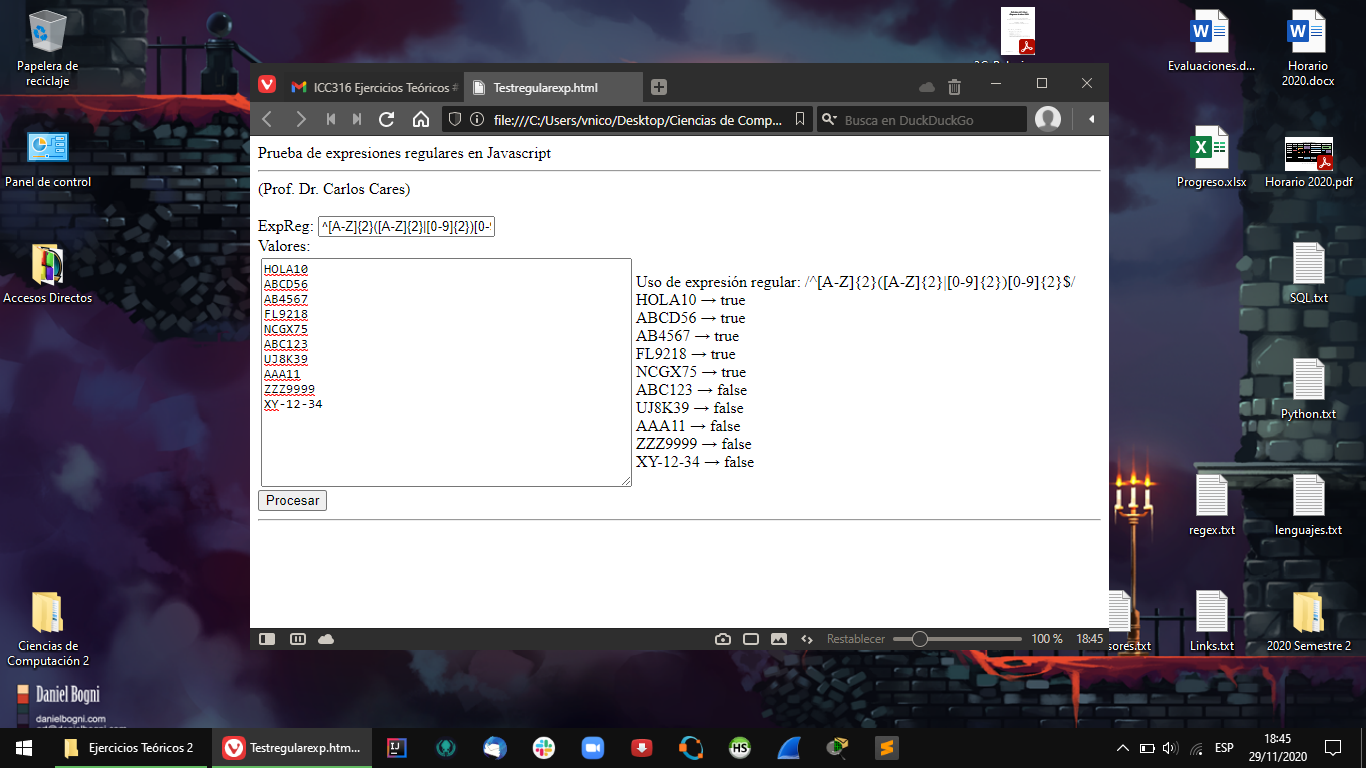 Papelera de
reciclaje
Panel de control
Accesos Directos
Ciencias de
Computación 2
Daniel Bogni
danielbogni.com
Evaluaciones.d...
Horario
2020.docx
Progreso.xlsx
Horario 2020.pdf
SQL.txt
Python.txt
regex.txt
lenguajes.txt
sores.txt
Links.txt
2020 Semestre 2
ICC316 Ejercicios Teóricos
Testregularexp.html
file:///C:/Users/vnico/Desktop/Ciencias de Comp...
Busca en DuckDuckGo
Prueba de expresiones regulares en Javascript
(Prof. Dr. Carlos Cares)
ExpReg: ^[A-Z]{2}([A-Z]{2}|[0-9]{2})[0-
Valores:
HOLA10
ABCD56
AB4567
FL9218
NCGX75
ABC123
UJ8K39
AAA11
ZZZ9999
XY-12-34
Uso de expresión regular: /^[A-Z]{2}([A-Z]{2}|[0-9]{2})[0-9]{2}$/
HOLA10 → true
ABCD56 → true
AB4567 → true
FL9218 → true
NCGX75 → true
ABC123 → false
UJ8K39 → false
AAA11 → false
ZZZ9999 → false
XY-12-34 → false
Procesar
Restablecer
100 %
18:45
Ejercicios Teóricos 2
Testregularexp.htm...
IJ
HS
ESP
18:45
29/11/2020